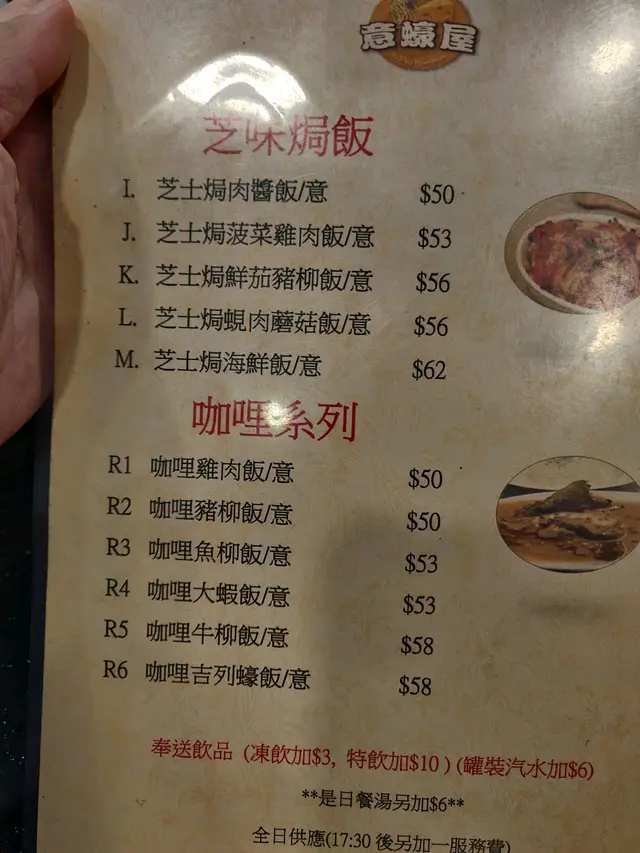 意蠔屋
芝味焗飯
I. 芝士焗肉醬飯/意 $50
J. 芝士焗菠菜雞肉飯/意 $53
K. 芝士焗鮮茄豬柳飯/意 $56
L. 芝士焗蜆肉蘑菇飯/意 $56
M. 芝士焗海鮮飯/意 $62
咖哩系列
R1 咖哩雞肉飯/意 $50
R2 咖哩豬柳飯/意 $50
R3 咖哩魚柳飯/意 $53
R4 咖哩大蝦飯/意 $53
R5 咖哩牛柳飯/意 $58
R6 咖哩吉列蠔飯/意 $58
奉送飲品 (凍飲加$3, 特飲加$10 ) (罐裝汽水加$6)
**是日餐湯另加$6**
全日供應(17:30 後另加一服務費)